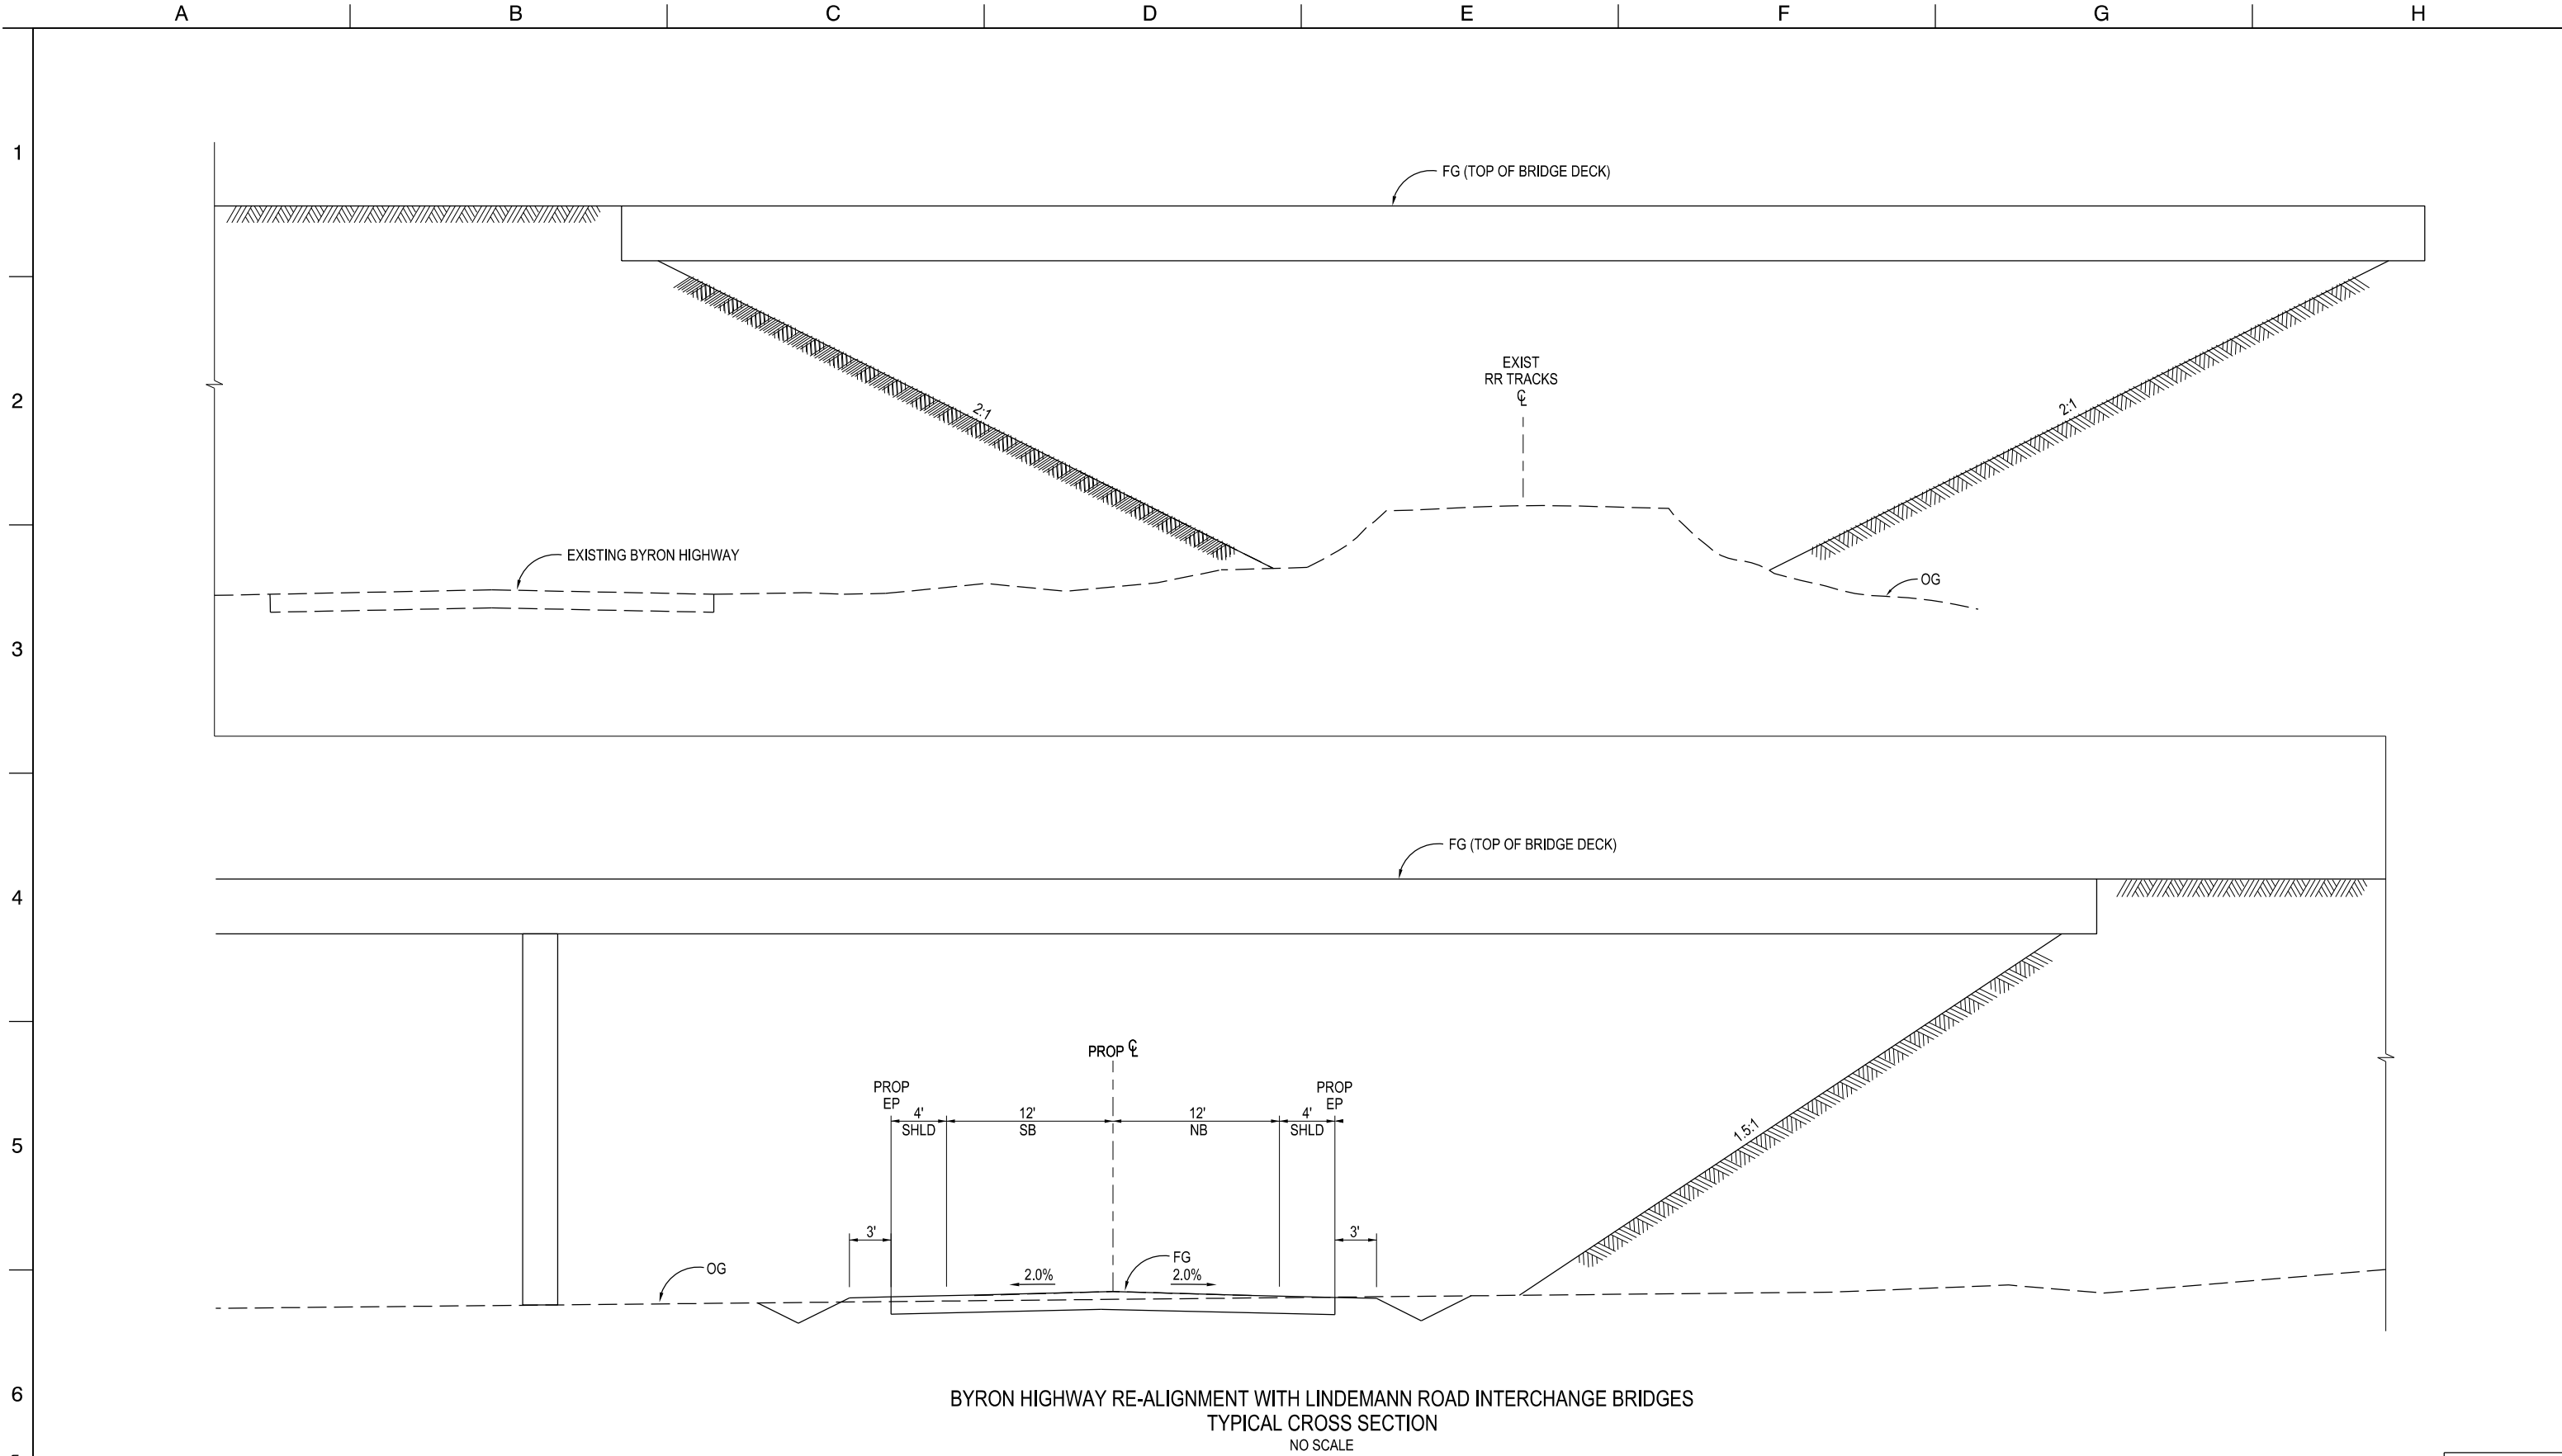 A B C D E F G H
1
FG (TOP OF BRIDGE DECK)
2
EXIST
RR TRACKS
℄
2:1
2:1
EXISTING BYRON HIGHWAY
OG
3
FG (TOP OF BRIDGE DECK)
4
PROP ℄
PROP
EP
PROP
EP
4' 12' 12' 4'
SHLD SB NB SHLD
5
1.5:1
3' 3'
FG
OG
2.0% 2.0%
6
BYRON HIGHWAY RE-ALIGNMENT WITH LINDEMANN ROAD INTERCHANGE BRIDGES
TYPICAL CROSS SECTION
NO SCALE